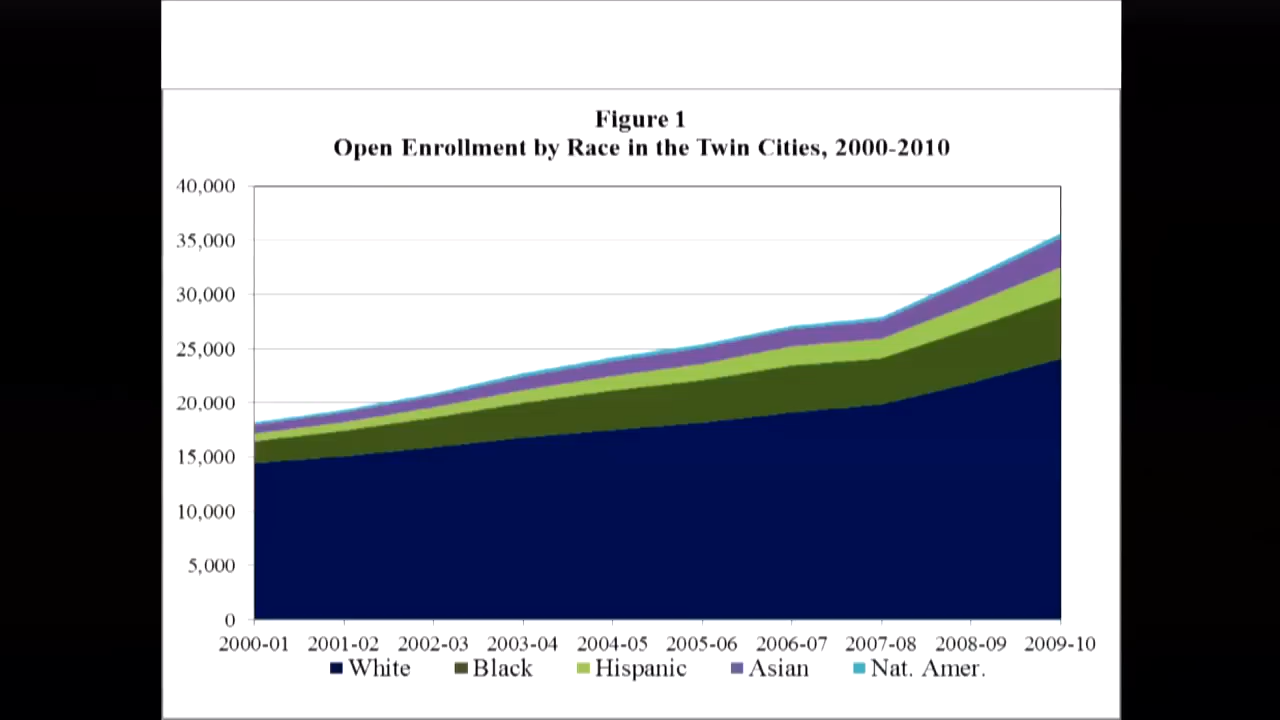 Figure 1
Open Enrollment by Race in the Twin Cities, 2000-2010
40,000
35,000
30,000
25,000
20,000
15,000
10,000
5,000
0
2000-01 2001-02 2002-03 2003-04 2004-05 2005-06 2006-07 2007-08 2008-09 2009-10
White Black Hispanic Asian Nat. Amer.